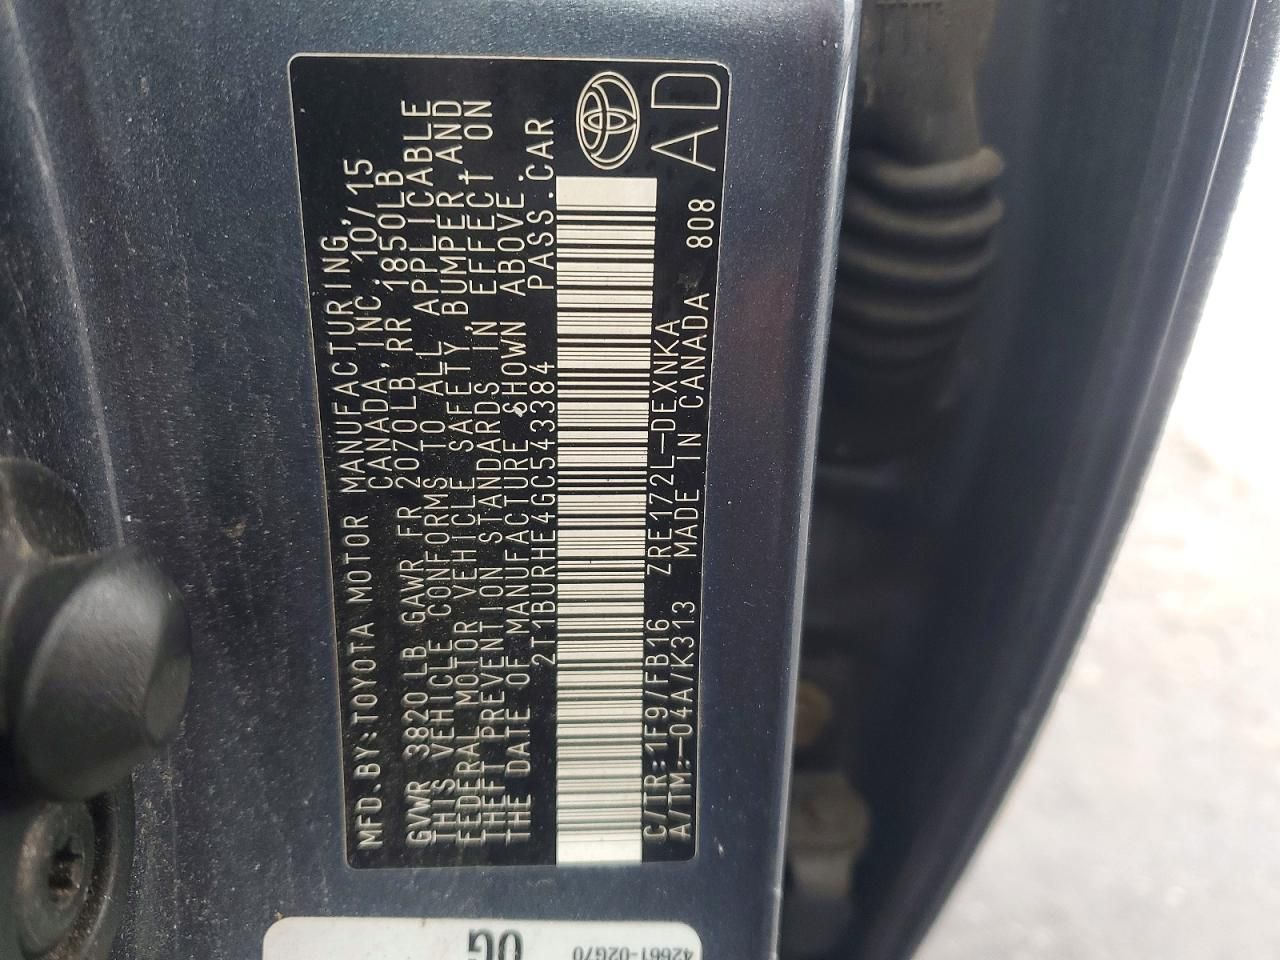 MFD.BY:TOYOTA MOTOR MANUFACTURING,
CANADA,INC. 10/15
GVWR 3820 LB GAWR FR 2070LB,RR 1850LB
THIS VEHICLE CONFORMS TO ALL APPLICABLE
FEDERAL MOTOR VEHICLE SAFETY,BUMPER,AND
THEFT PREVENTION STANDARDS IN EFFECT ON
THE DATE OF MANUFACTURE SHOWN ABOVE.
2T1BURHE4GC543384 PASS.CAR
C/TR:1F9/FB16 ZRE172L-DEXNKA
A/TM:-04A/K313 MADE IN CANADA 808
AD
42661-02G70